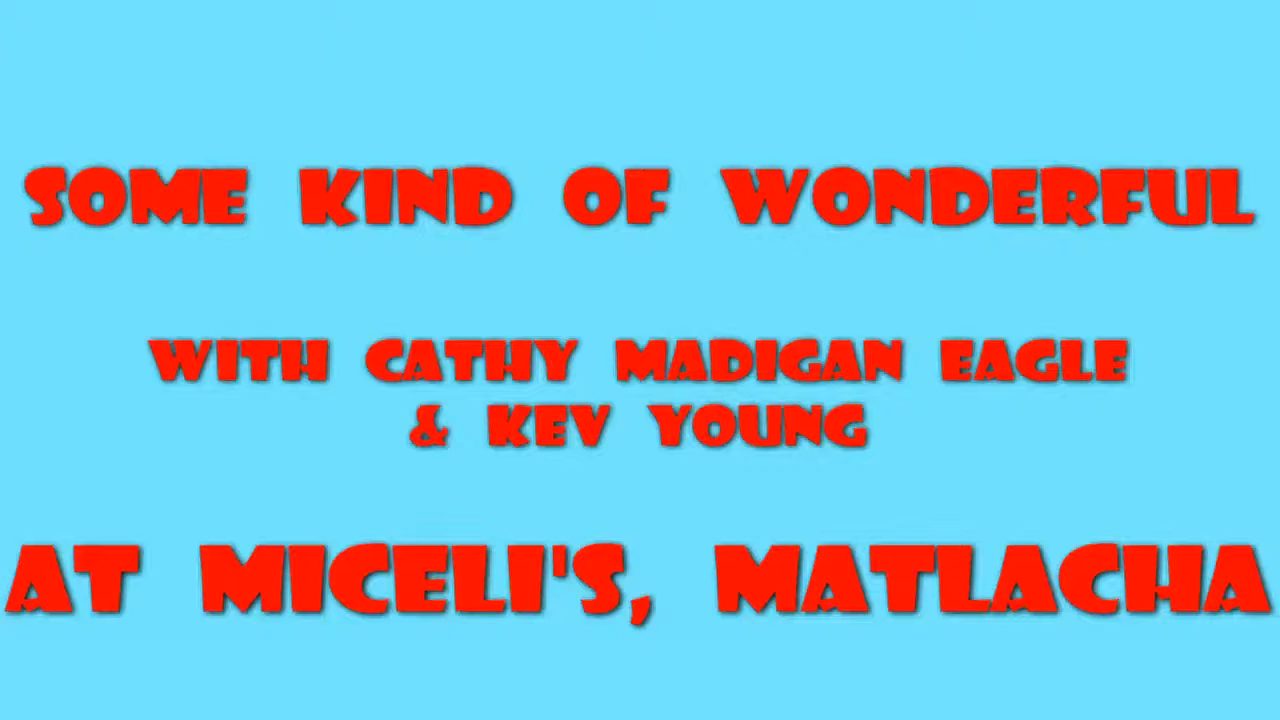 SOME KIND OF WONDERFUL
WITH CATHY MADIGAN EAGLE
& KEV YOUNG
AT MICELI'S, MATLACHA